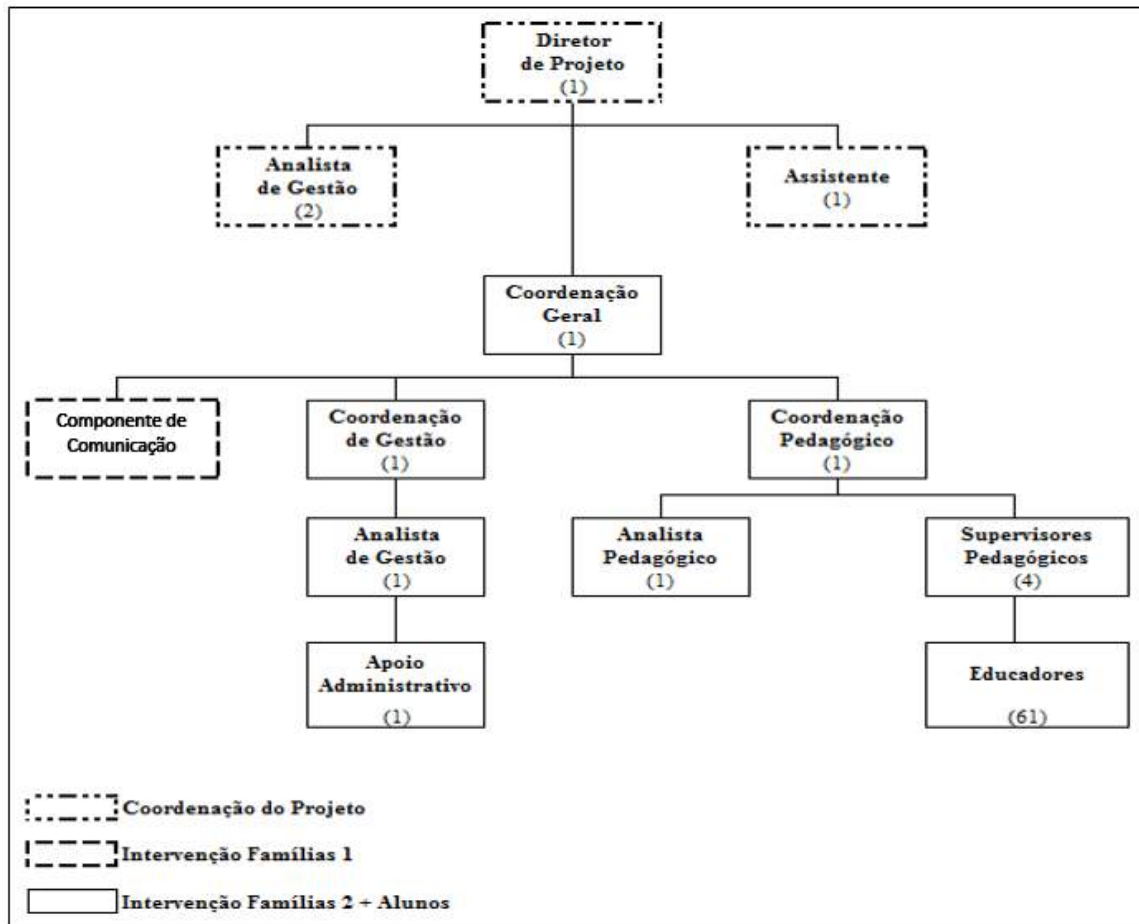 Diretor
de Projeto
(1)
Analista
de Gestão
(2)
Assistente
(1)
Coordenação
Geral
(1)
Componente de
Comunicação
Coordenação
de Gestão
(1)
Coordenação
Pedagógico
(1)
Analista
de Gestão
(1)
Analista
Pedagógico
(1)
Supervisores
Pedagógicos
(4)
Apoio
Administrativo
(1)
Educadores
(61)
Coordenação do Projeto
Intervenção Famílias 1
Intervenção Famílias 2 + Alunos